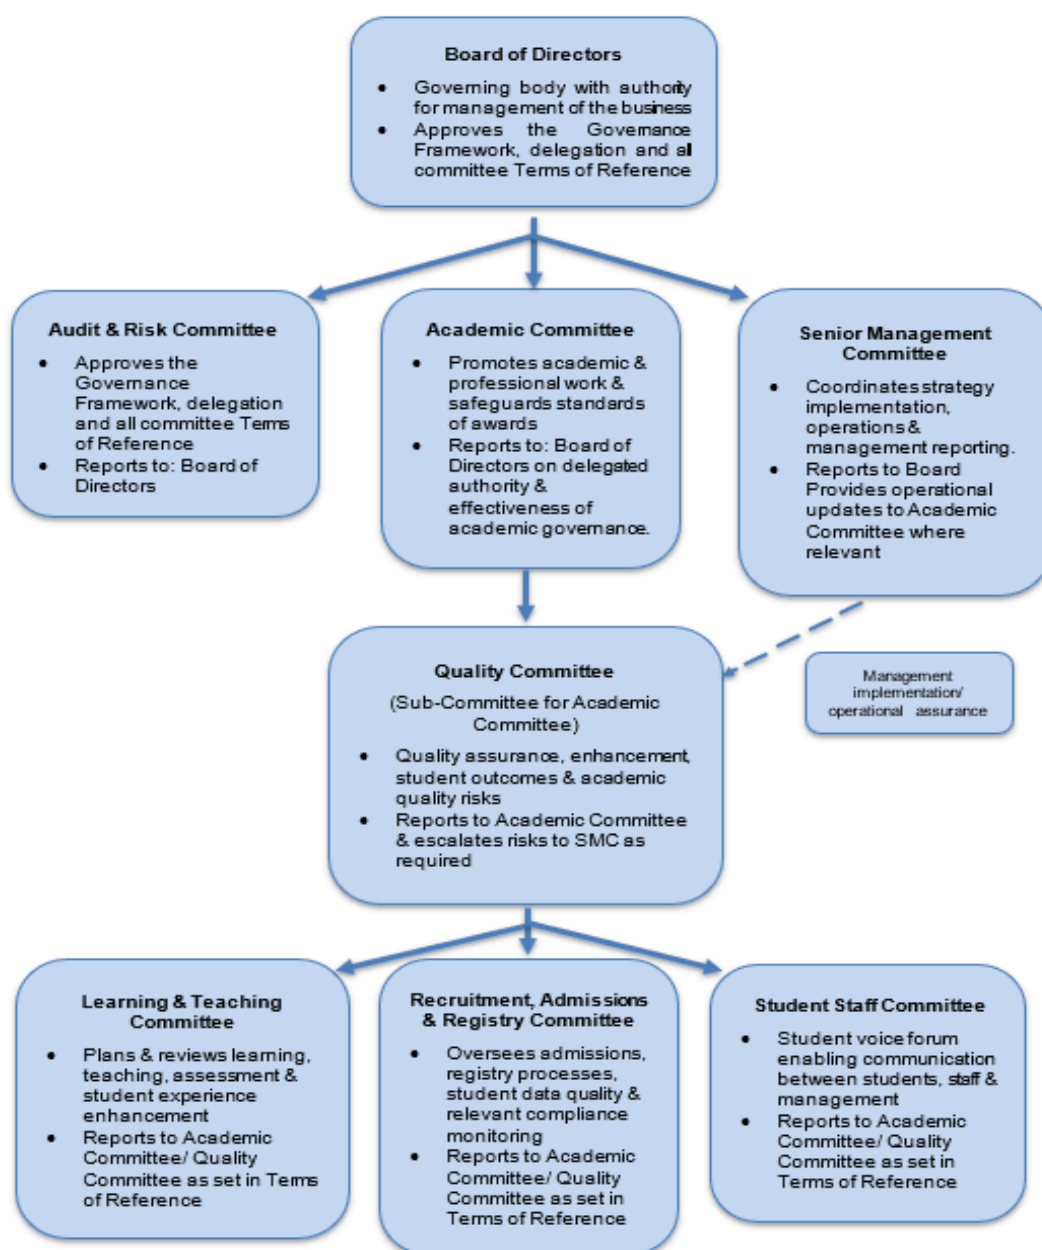 Board of Directors
• Governing body with authority
for management of the business
• Approves the Governance
Framework, delegation and all
committee Terms of Reference
Audit & Risk Committee
• Approves the
Governance
Framework, delegation
and all committee Terms
of Reference
• Reports to: Board of
Directors
Academic Committee
• Promotes academic &
professional work &
safeguards standards
of awards
• Reports to: Board of
Directors on delegated
authority &
effectiveness of
academic governance.
Senior Management
Committee
• Coordinates strategy
implementation,
operations &
management reporting.
• Reports to Board
Provides operational
updates to Academic
Committee where
relevant
Quality Committee
(Sub-Committee for Academic
Committee)
• Quality assurance, enhancement,
student outcomes & academic
quality risks
• Reports to Academic Committee
& escalates risks to SMC as
required
Management
implementation/
operational assurance
Learning & Teaching
Committee
• Plans & reviews learning,
teaching, assessment &
student experience
enhancement
• Reports to Academic
Committee/ Quality
Committee as set in Terms
of Reference
Recruitment, Admissions
& Registry Committee
• Oversees admissions,
registry processes,
student data quality &
relevant compliance
monitoring
• Reports to Academic
Committee/ Quality
Committee as set in
Terms of Reference
Student Staff Committee
• Student voice forum
enabling communication
between students, staff &
management
• Reports to Academic
Committee/ Quality
Committee as set in
Terms of Reference